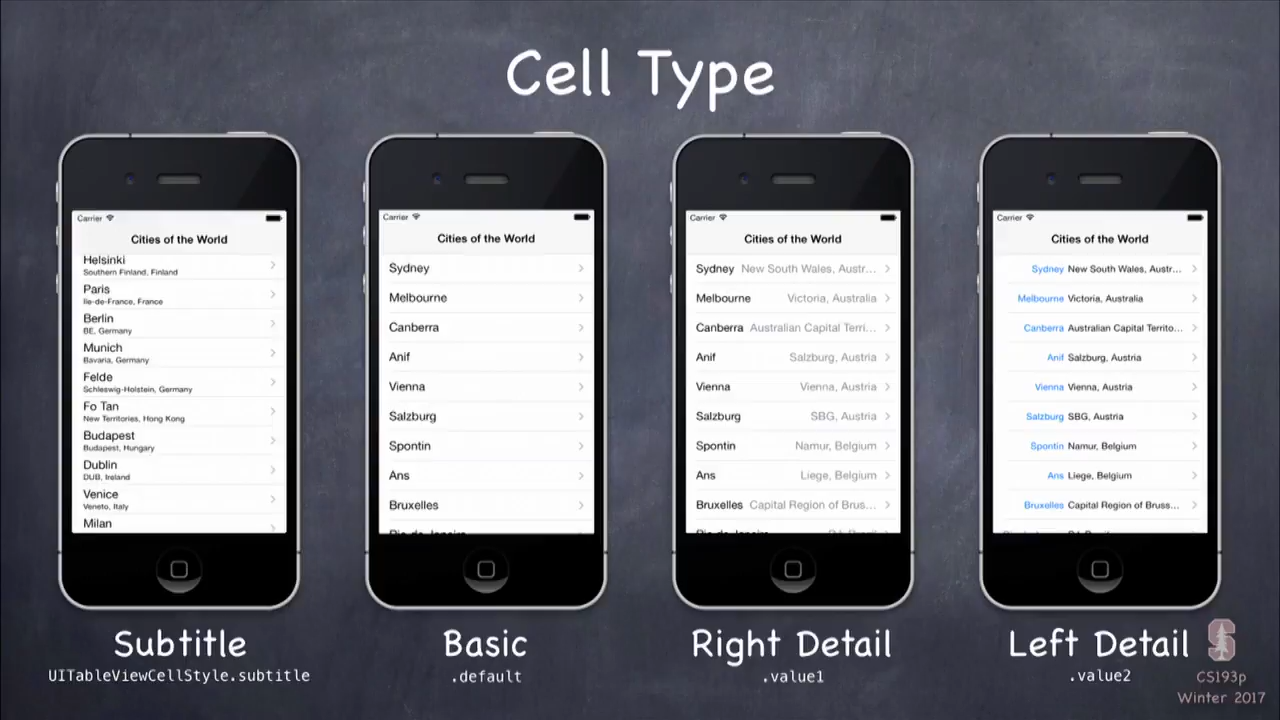 Cell Type
Carrier
Cities of the World
Helsinki
Southern Finland, Finland
Paris
Ile-de-France, France
Berlin
BE, Germany
Munich
Bavaria, Germany
Felde
Schleswig-Holstein, Germany
Fo Tan
New Territories, Hong Kong
Budapest
Budapest, Hungary
Dublin
DUB, Ireland
Venice
Veneto, Italy
Milan
Carrier
Cities of the World
Sydney
Melbourne
Canberra
Anif
Vienna
Salzburg
Spontin
Ans
Bruxelles
Carrier
Cities of the World
Sydney New South Wales, Austr...
Melbourne Victoria, Australia
Canberra Australian Capital Terri...
Anif Salzburg, Austria
Vienna Vienna, Austria
Salzburg SBG, Austria
Spontin Namur, Belgium
Ans Liege, Belgium
Bruxelles Capital Region of Brus...
Carrier
Cities of the World
Sydney New South Wales, Austr...
Melbourne Victoria, Australia
Canberra Australian Capital Territo...
Anif Salzburg, Austria
Vienna Vienna, Austria
Salzburg SBG, Austria
Spontin Namur, Belgium
Ans Liege, Belgium
Bruxelles Capital Region of Bruss...
Subtitle
UITableViewCellStyle.subtitle
Basic
.default
Right Detail
.value1
Left Detail
.value2
CS193p
Winter 2017